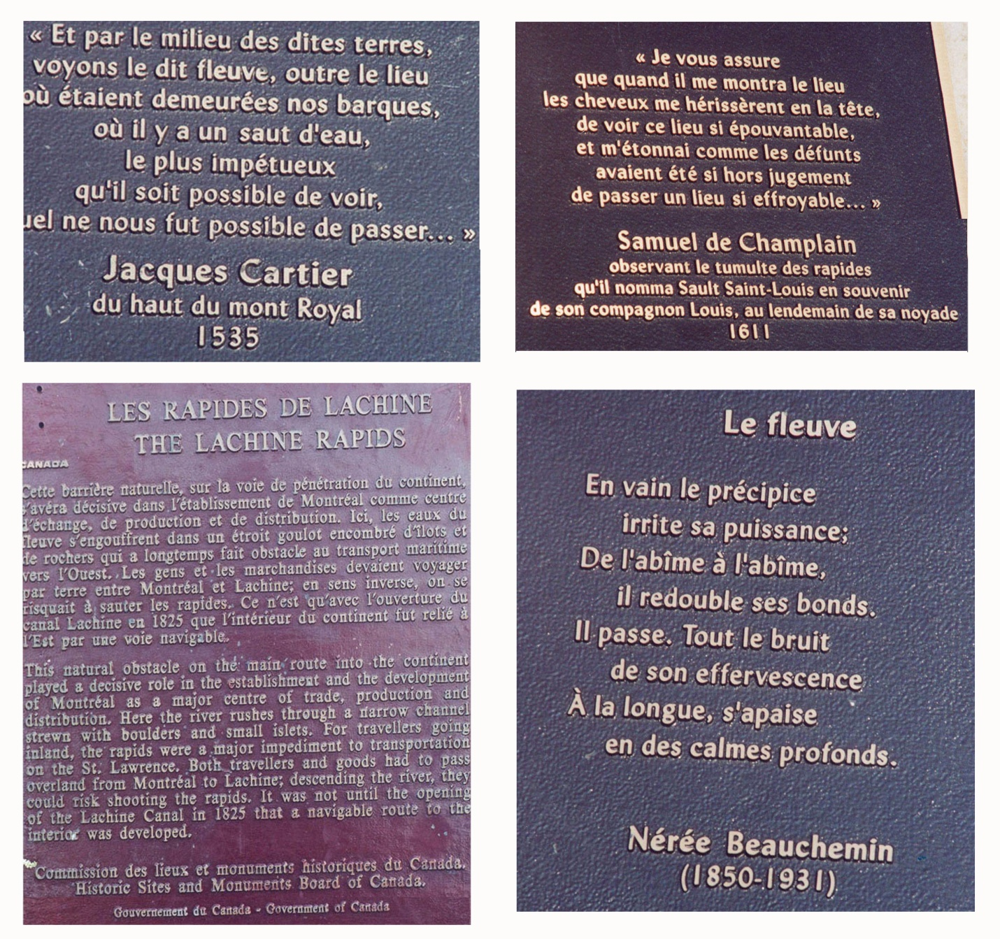 « Et par le milieu des dites terres,
voyons le dit fleuve, outre le lieu
où étaient demeurées nos barques,
où il y a un saut d'eau,
le plus impétueux
qu'il soit possible de voir,
uel ne nous fut possible de passer... »
Jacques Cartier
du haut du mont Royal
1535
« Je vous assure
que quand il me montra le lieu
les cheveux me hérissèrent en la tête,
de voir ce lieu si épouvantable,
et m'étonnai comme les défunts
avaient été si hors jugement
de passer un lieu si effroyable... »
Samuel de Champlain
observant le tumulte des rapides
qu'il nomma Sault Saint-Louis en souvenir
de son compagnon Louis, au lendemain de sa noyade
1611
LES RAPIDES DE LACHINE
THE LACHINE RAPIDS
CANADA
Cette barrière naturelle, sur la voie de pénétration du continent,
s'avéra décisive dans l'établissement de Montréal comme centre
d'échange, de production et de distribution. Ici, les eaux du
fleuve s'engouffrent dans un étroit goulot encombré d'îlots et
de rochers qui a longtemps fait obstacle au transport maritime
vers l'Ouest. Les gens et les marchandises devaient voyager
par terre entre Montréal et Lachine; en sens inverse, on se
risquait à sauter les rapides. Ce n'est qu'avec l'ouverture du
canal Lachine en 1825 que l'intérieur du continent fut relié à
l'Est par une voie navigable.
This natural obstacle on the main route into the continent
played a decisive role in the establishment and the development
of Montréal as a major centre of trade, production and
distribution. Here the river rushes through a narrow channel
strewn with boulders and small islets. For travellers going
inland, the rapids were a major impediment to transportation
on the St. Lawrence. Both travellers and goods had to pass
overland from Montréal to Lachine; descending the river, they
could risk shooting the rapids. It was not until the opening
of the Lachine Canal in 1825 that a navigable route to the
interior was developed.
Commission des lieux et monuments historiques du Canada.
Historic Sites and Monuments Board of Canada.
Gouvernement du Canada - Government of Canada
Le fleuve
En vain le précipice
irrite sa puissance;
De l'abîme à l'abîme,
il redouble ses bonds.
Il passe. Tout le bruit
de son effervescence
À la longue, s'apaise
en des calmes profonds.
Nérée Beauchemin
(1850-1931)